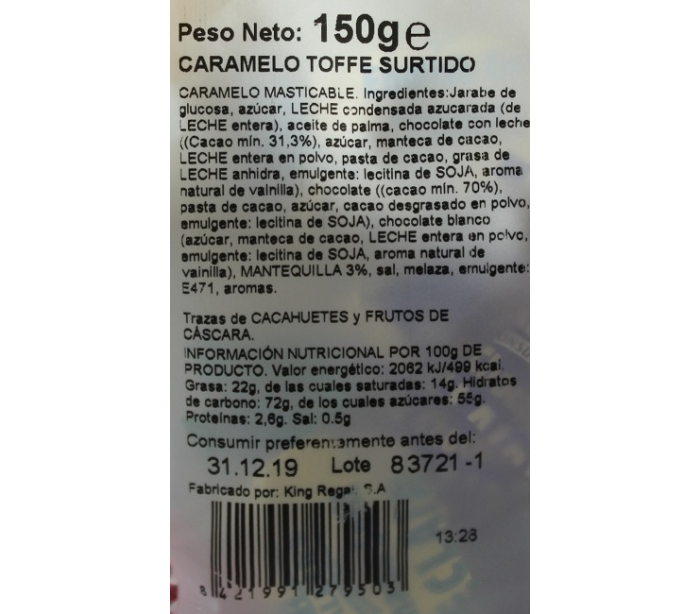 Peso Neto: 150g e
CARAMELO TOFFE SURTIDO
CARAMELO MASTICABLE. Ingredientes:Jarabe de
glucosa, azúcar, LECHE condensada azucarada (de
LECHE entera), aceite de palma, chocolate con leche
((Cacao mín. 31,3%), azúcar, manteca de cacao,
LECHE entera en polvo, pasta de cacao, grasa de
LECHE anhidra, emulgente: lecitina de SOJA, aroma
natural de vainilla), chocolate ((cacao mín. 70%),
pasta de cacao, azúcar, cacao desgrasado en polvo,
emulgente: lecitina de SOJA), chocolate blanco
(azúcar, manteca de cacao, LECHE entera en polvo,
emulgente: lecitina de SOJA, aroma natural de
vainilla), MANTEQUILLA 3%, sal, melaza, emulgente:
E471, aromas.
Trazas de CACAHUETES y FRUTOS DE
CÁSCARA.
INFORMACIÓN NUTRICIONAL POR 100g DE
PRODUCTO. Valor energético: 2062 kJ/499 kcal.
Grasa: 22g, de las cuales saturadas: 14g. Hidratos
de carbono: 72g, de los cuales azúcares: 55g.
Proteínas: 2,6g. Sal: 0.5g
Consumir preferentemente antes del:
31.12.19 Lote 83721-1
Fabricado por: King Regal S.A
13:28
8 421991 279503